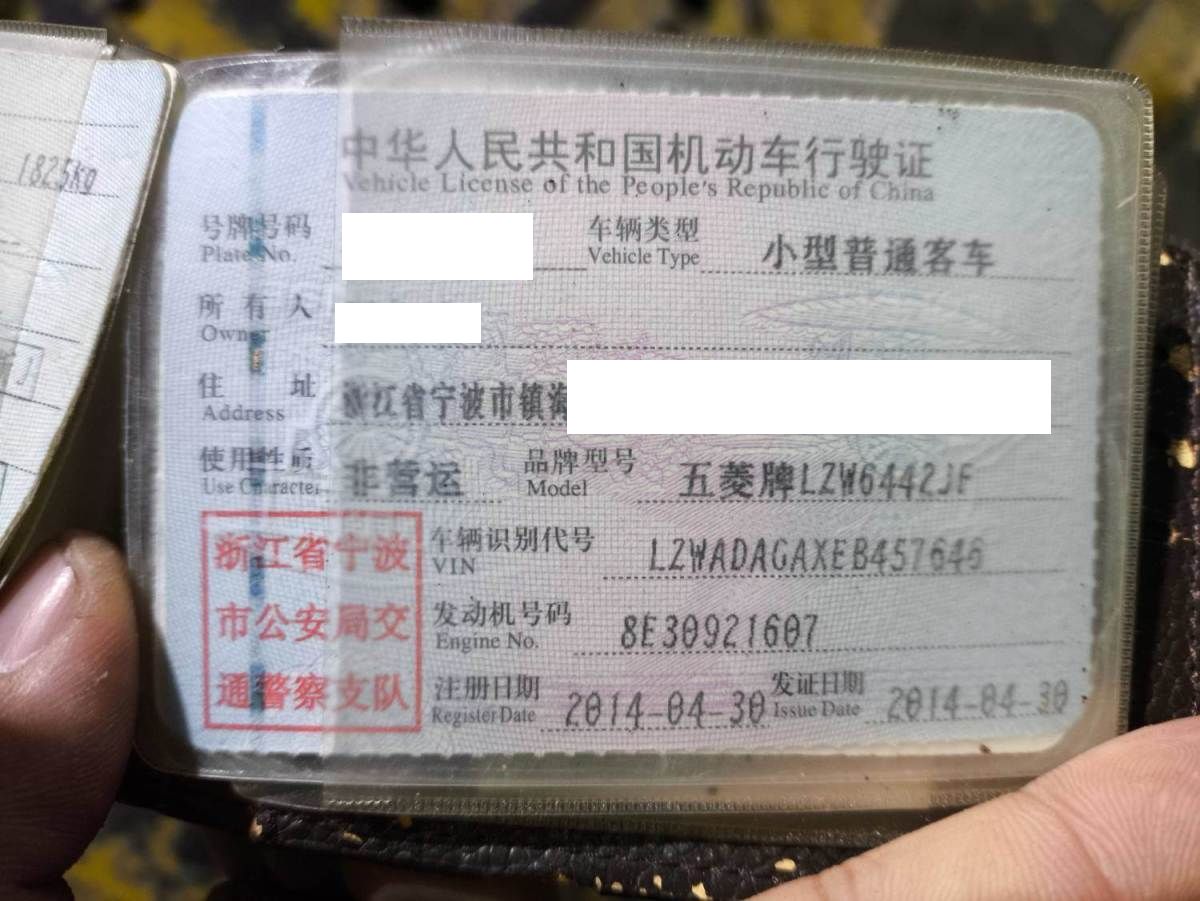 1825kg
中华人民共和国机动车行驶证
Vehicle License of the People's Republic of China
号牌号码 车辆类型 小型普通客车
Plate No. Vehicle Type
所有人
Owner
住址 浙江省宁波市镇海
Address
使用性质 非营运 品牌型号 五菱牌LZW6442JF
Use Character Model
浙江省宁波 车辆识别代号 LZWADAGAXEB457646
VIN
市公安局交 发动机号码 8E30921607
Engine No.
通警察支队 注册日期 2014-04-30 发证日期 2014-04-30
Register Date Issue Date